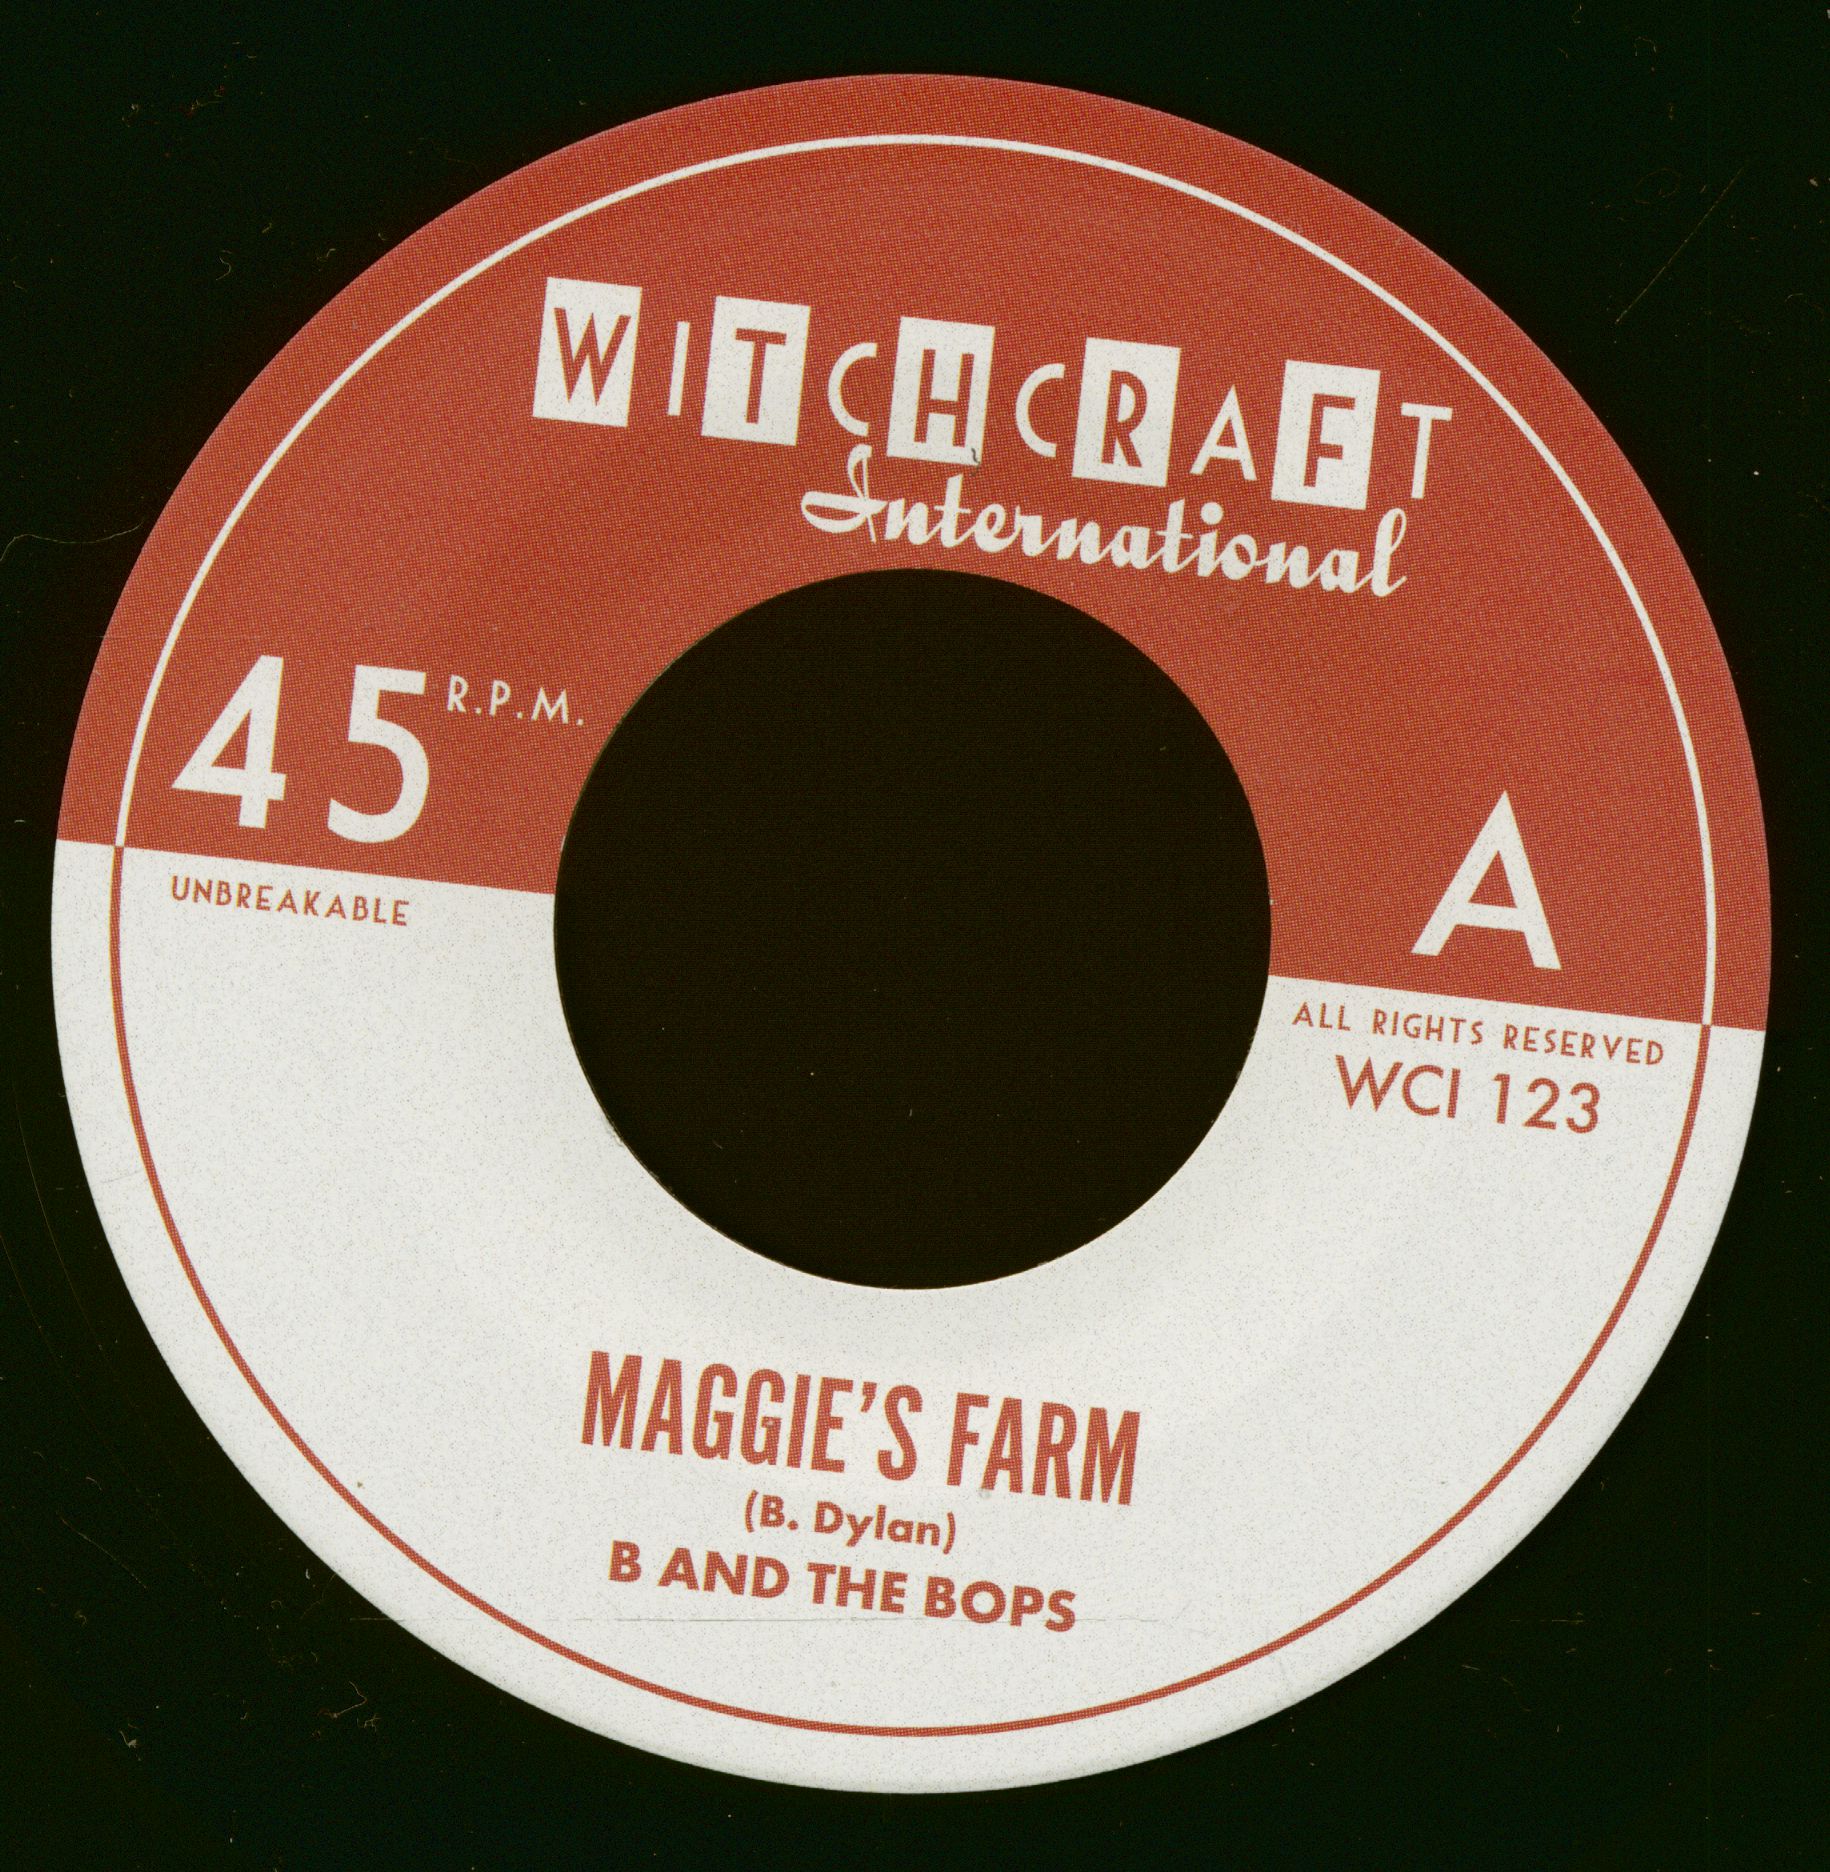 WITCHCRAFT
International
45 R.P.M.
A
UNBREAKABLE
ALL RIGHTS RESERVED
WCI 123
MAGGIE'S FARM
(B. Dylan)
B AND THE BOPS